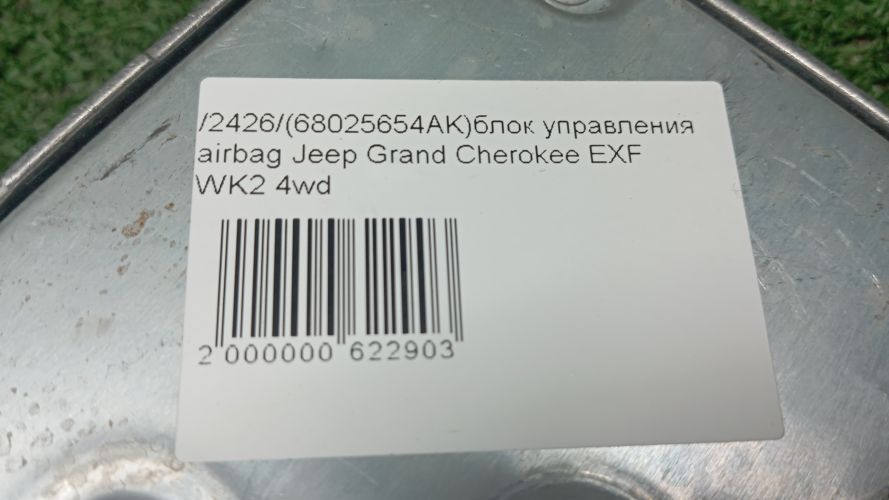 /2426/(68025654AK)блок управления
airbag Jeep Grand Cherokee EXF
WK2 4wd
2 000000 622903